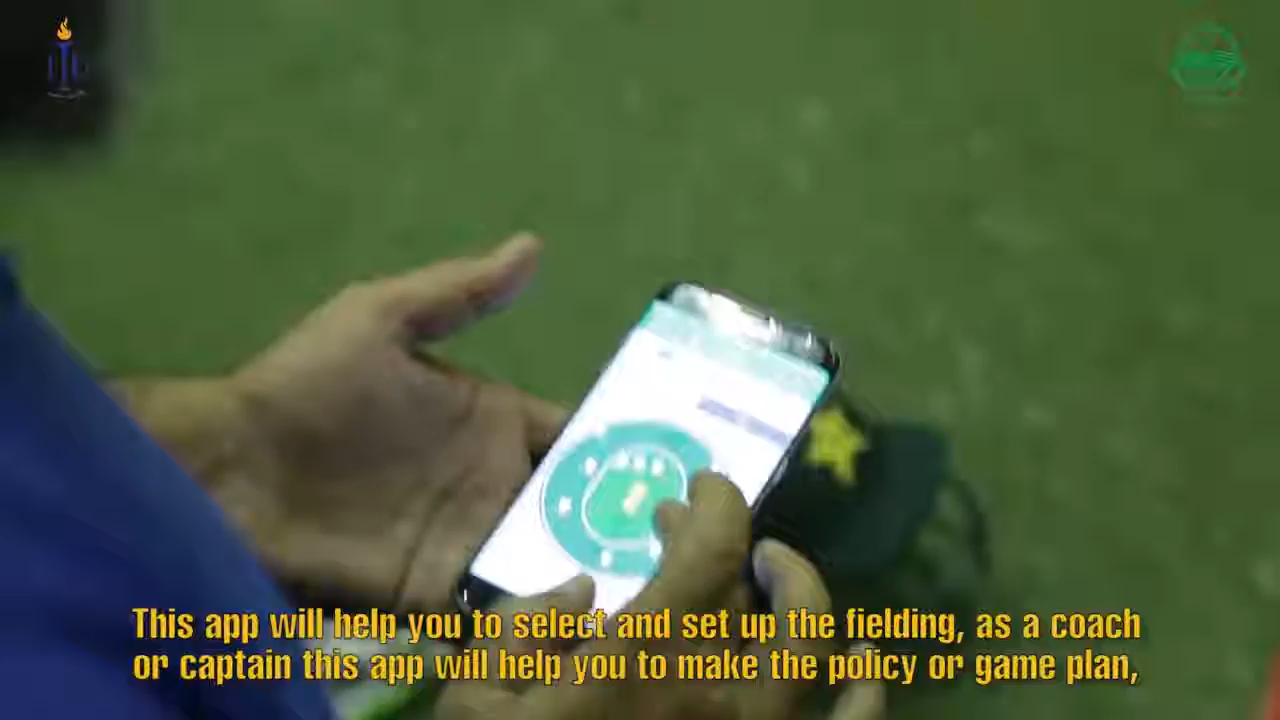 This app will help you to select and set up the fielding, as a coach
or captain this app will help you to make the policy or game plan,